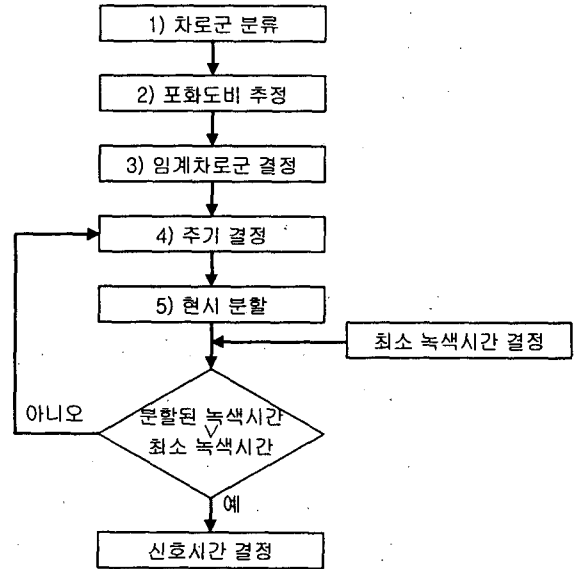 1) 차로군 분류
2) 포화도비 추정
3) 임계차로군 결정
4) 주기 결정
5) 현시 분할
최소 녹색시간 결정
아니오
분할된 녹색시간
∨
최소 녹색시간
예
신호시간 결정